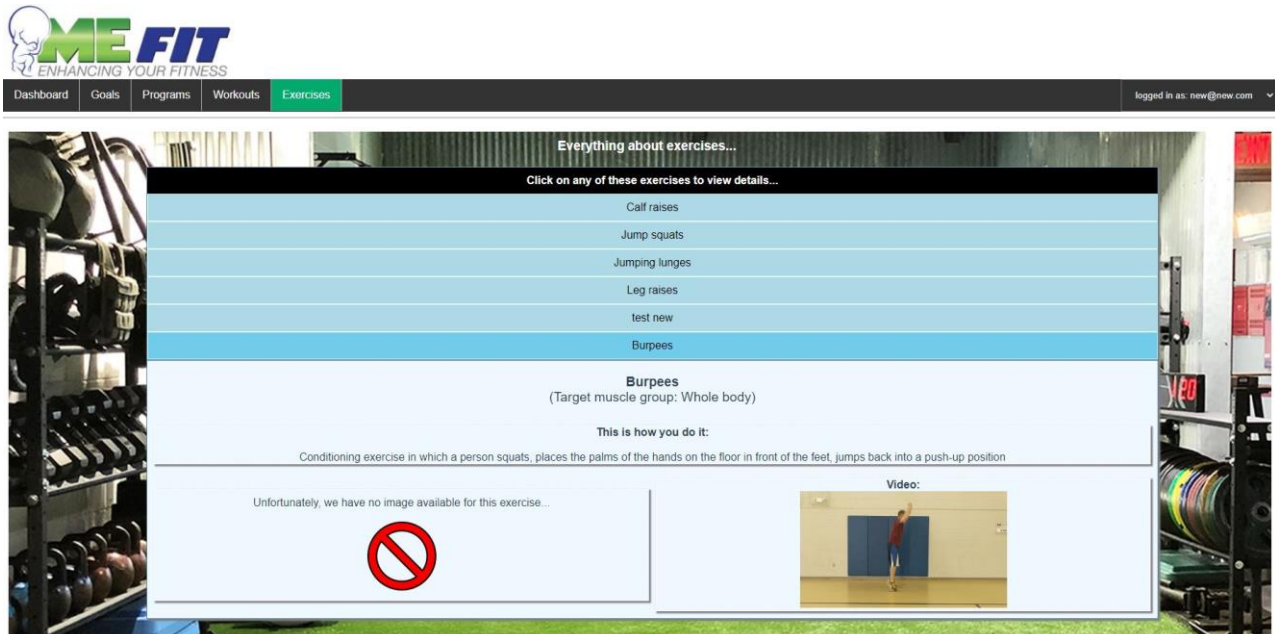 ME FIT
ENHANCING YOUR FITNESS
Dashboard Goals Programs Workouts Exercises logged in as: new@new.com
Everything about exercises...
EXIT
Click on any of these exercises to view details...
Calf raises
Jump squats
Jumping lunges
Leg raises
test new
Burpees
Burpees
(Target muscle group: Whole body)
This is how you do it:
Conditioning exercise in which a person squats, places the palms of the hands on the floor in front of the feet, jumps back into a push-up position
Unfortunately, we have no image available for this exercise...
Video: